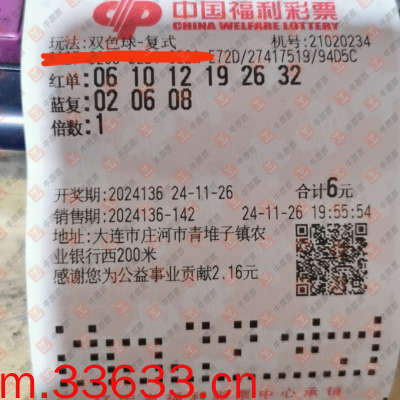 中国福利彩票
CHINA WELFARE LOTTERY
玩法:双色球-复式 机号:21020234
572D/27417519/94D5C
红单:06 10 12 19 26 32
蓝复:02 06 08
倍数:1
开奖期:2024136 24-11-26 合计6元
销售期:2024136-142 24-11-26 19:55:54
地址:大连市庄河市青堆子镇农
业银行西200米
感谢您为公益事业贡献2.16元
m.33633.cn
中心承销